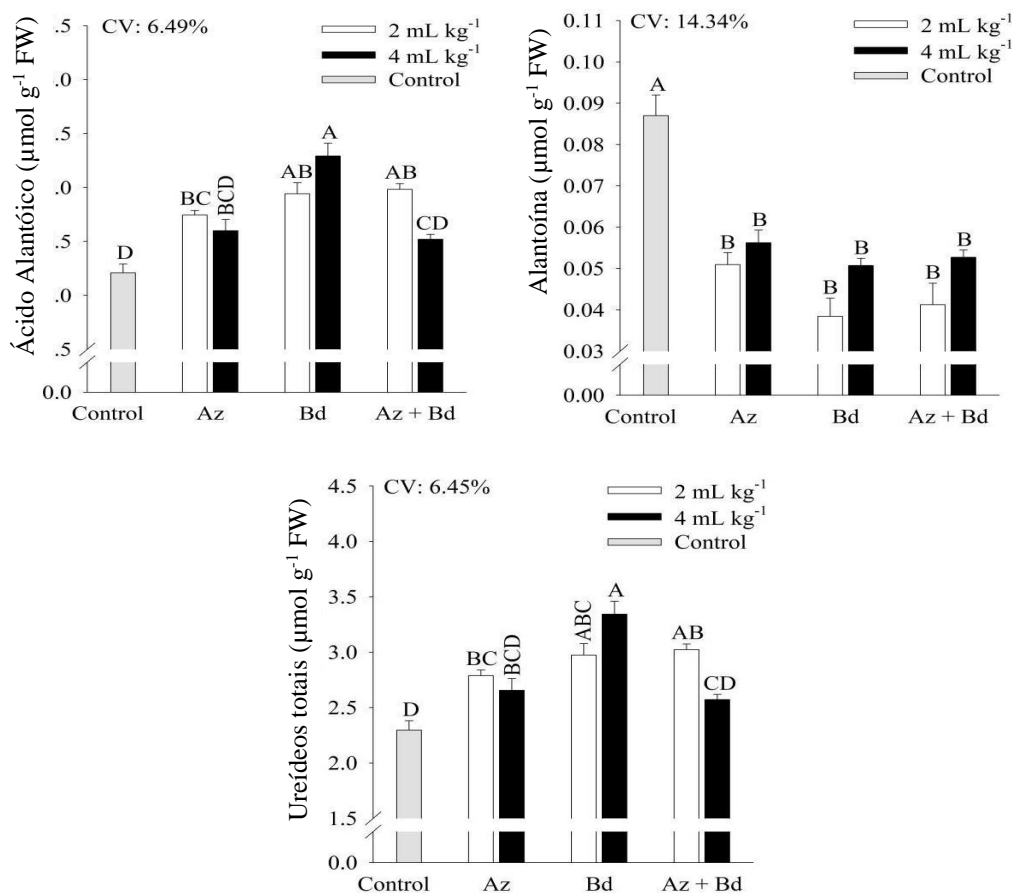 Ácido Alantóico (µmol g⁻¹ FW)
CV: 6.49%
2 mL kg⁻¹
4 mL kg⁻¹
Control
.5
.0
.5
.0
.5
.0
.5
0.0
D
BC
BCD
AB
A
AB
CD
Control Az Bd Az + Bd
Alantoína (µmol g⁻¹ FW)
CV: 14.34%
2 mL kg⁻¹
4 mL kg⁻¹
Control
0.11
0.10
0.09
0.08
0.07
0.06
0.05
0.04
0.03
0.00
A
B
B
B
B
B
B
Control Az Bd Az + Bd
Ureídeos totais (µmol g⁻¹ FW)
CV: 6.45%
2 mL kg⁻¹
4 mL kg⁻¹
Control
4.5
4.0
3.5
3.0
2.5
2.0
1.5
0.0
D
BC
BCD
ABC
A
AB
CD
Control Az Bd Az + Bd